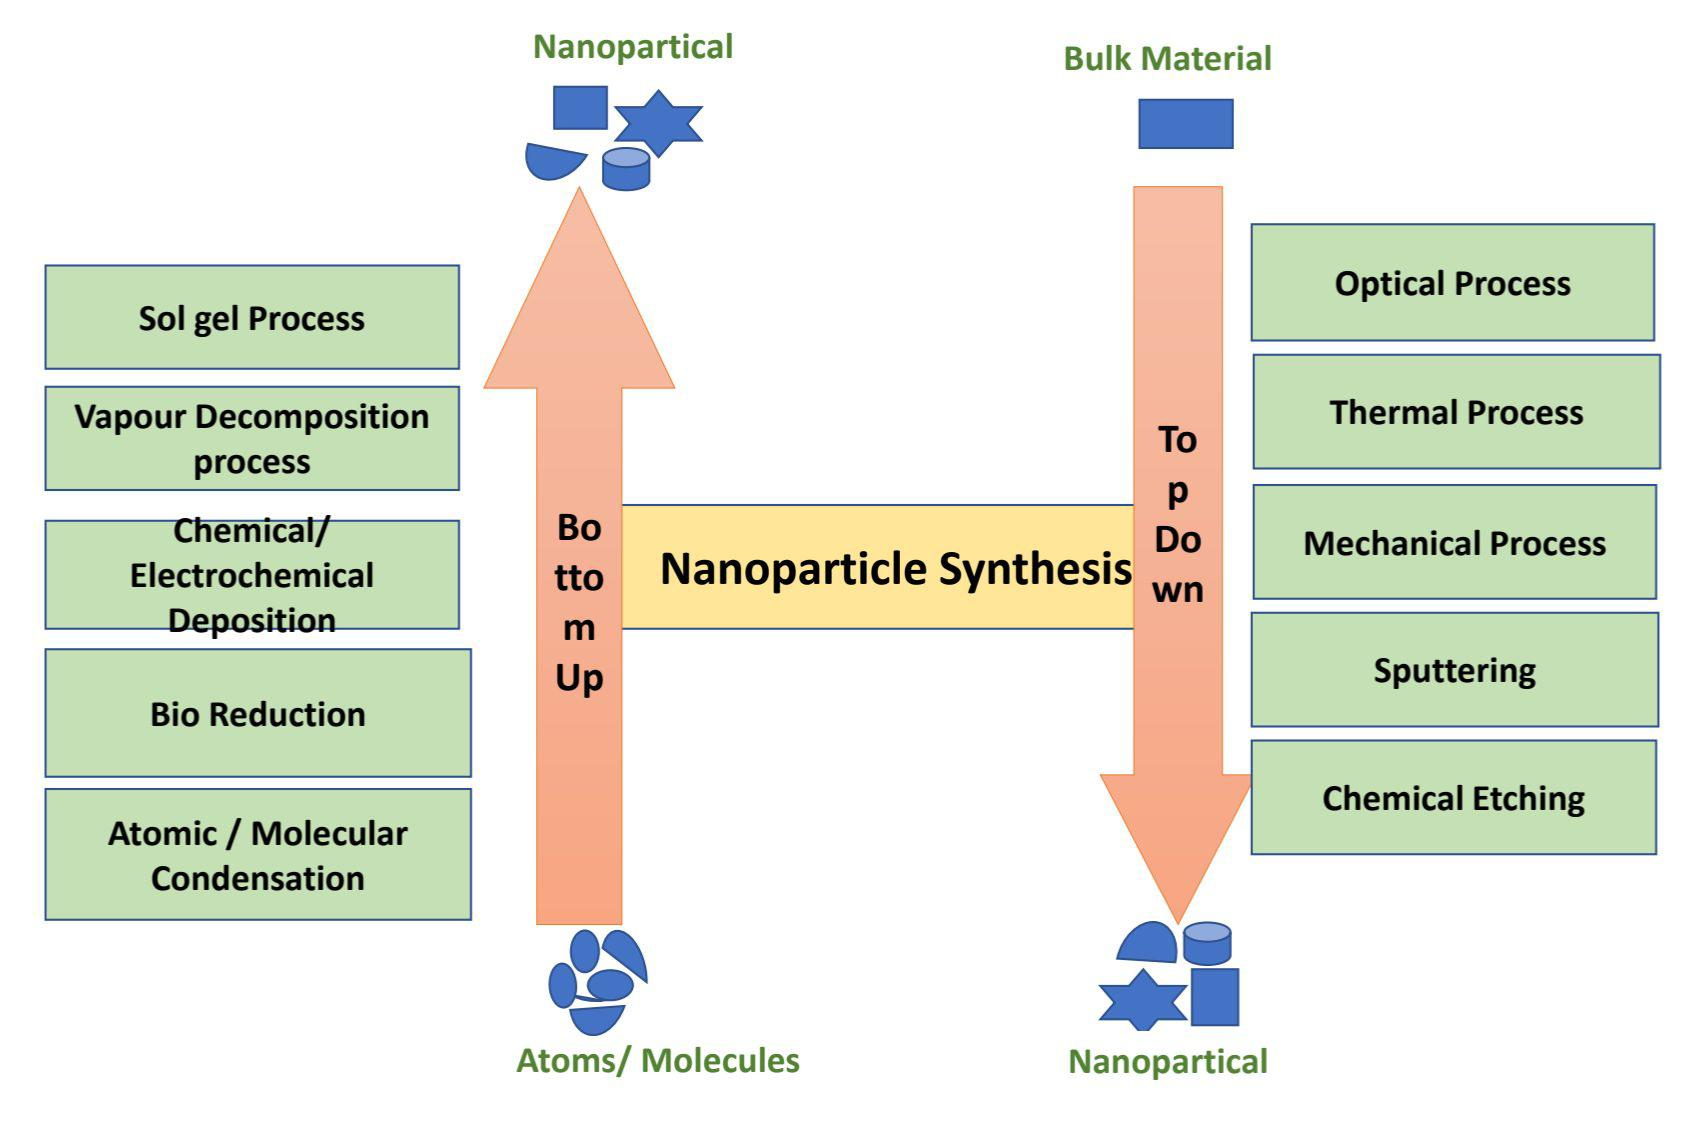 Nanopartical
Bulk Material
Sol gel Process
Vapour Decomposition
process
Chemical/
Electrochemical
Deposition
Bio Reduction
Atomic / Molecular
Condensation
Bo
tto
m
Up
Nanoparticle Synthesis
To
p
Do
wn
Optical Process
Thermal Process
Mechanical Process
Sputtering
Chemical Etching
Atoms/ Molecules
Nanopartical